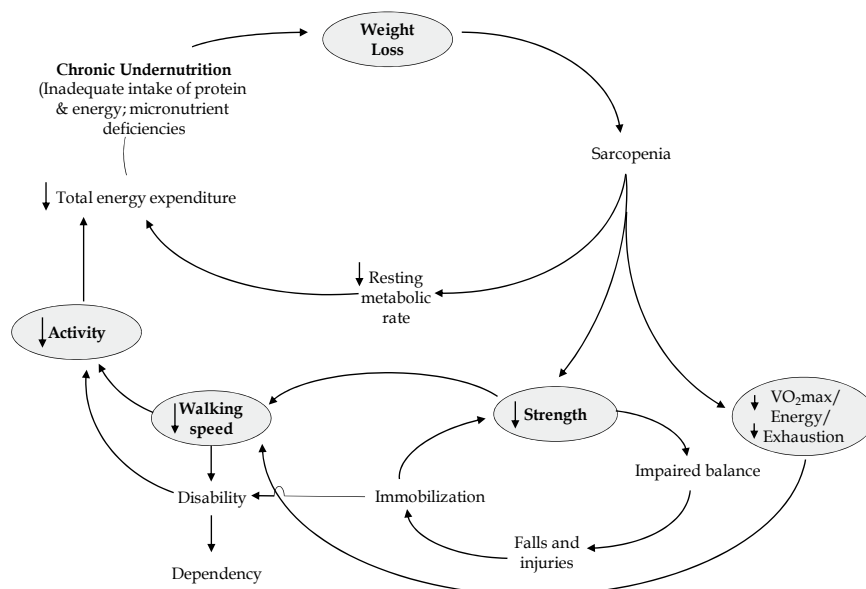 Weight
Loss
Chronic Undernutrition
(Inadequate intake of protein
& energy; micronutrient
deficiencies
Sarcopenia
↓ Total energy expenditure
↓ Resting
metabolic
rate
↓ Activity
↓ Walking
speed
↓ Strength
↓ VO₂max/
Energy/
↓ Exhaustion
Impaired balance
Disability
Immobilization
Falls and
injuries
Dependency